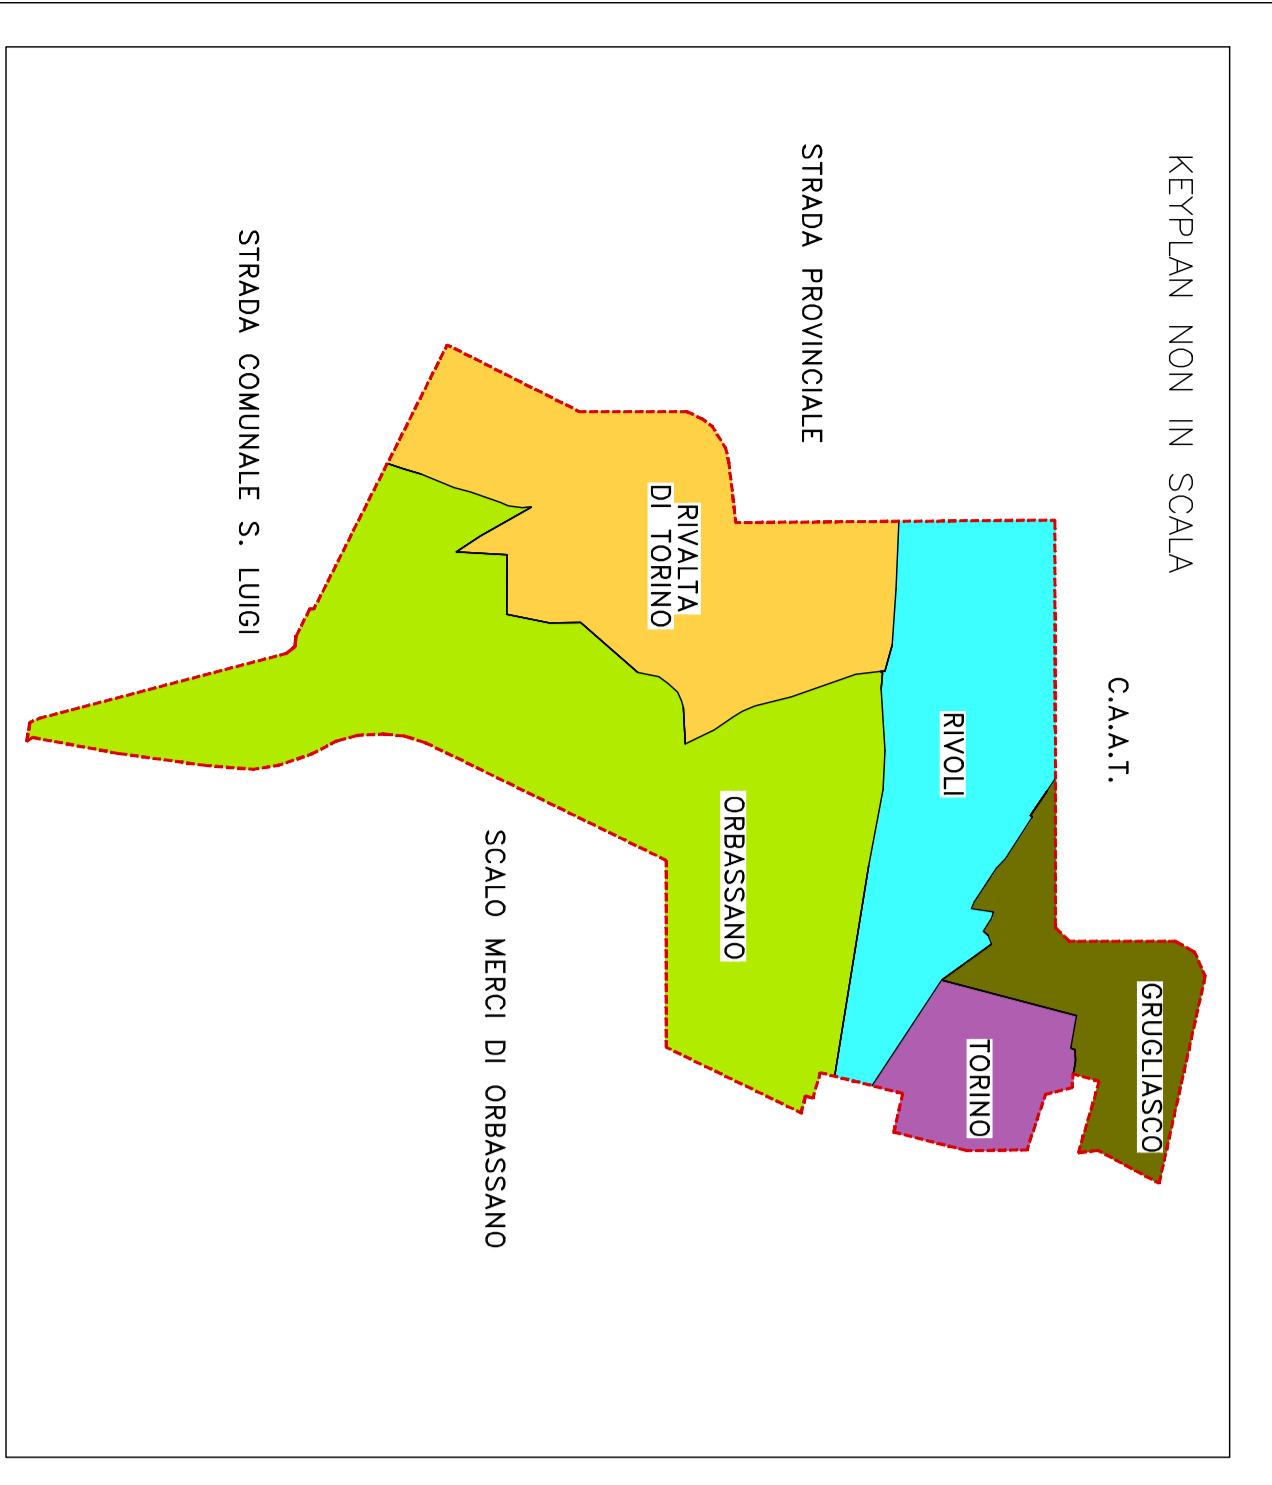 KEYPLAN NON IN SCALA
C.A.A.T.
GRUGLIASCO
TORINO
RIVOLI
STRADA PROVINCIALE
ORBASSANO
RIVALTA
DI TORINO
SCALO MERCI DI ORBASSANO
STRADA COMUNALE S. LUIGI